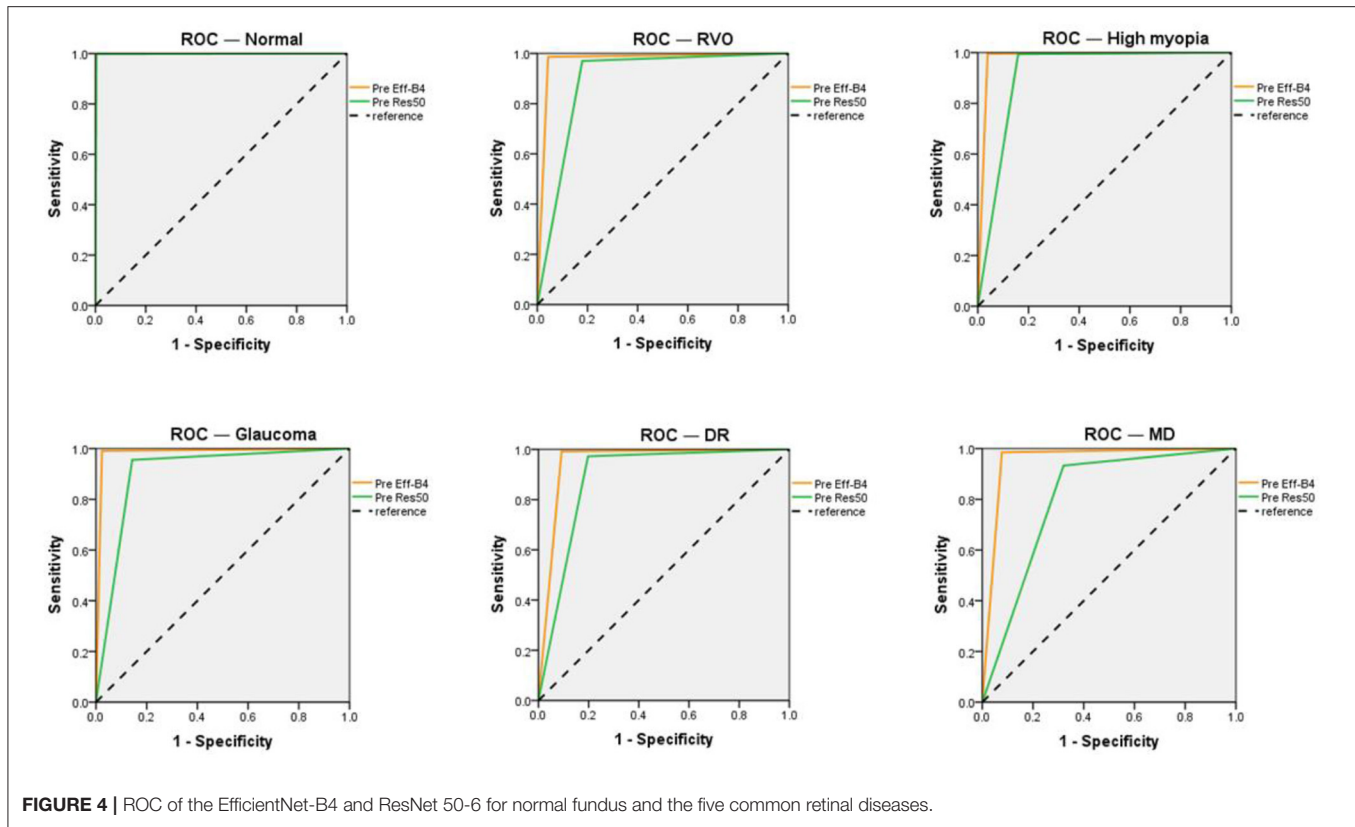 ROC — Normal
1.0
0.8
0.6
0.4
0.2
0.0
Sensitivity
0.0 0.2 0.4 0.6 0.8 1.0
1 - Specificity
Pre Eff-B4
Pre Res50
reference
ROC — RVO
1.0
0.8
0.6
0.4
0.2
0.0
Sensitivity
0.0 0.2 0.4 0.6 0.8 1.0
1 - Specificity
Pre Eff-B4
Pre Res50
reference
ROC — High myopia
1.0
0.8
0.6
0.4
0.2
0.0
Sensitivity
0.0 0.2 0.4 0.6 0.8 1.0
1 - Specificity
Pre Eff-B4
Pre Res50
reference
ROC — Glaucoma
1.0
0.8
0.6
0.4
0.2
0.0
Sensitivity
0.0 0.2 0.4 0.6 0.8 1.0
1 - Specificity
Pre Eff-B4
Pre Res50
reference
ROC — DR
1.0
0.8
0.6
0.4
0.2
0.0
Sensitivity
0.0 0.2 0.4 0.6 0.8 1.0
1 - Specificity
Pre Eff-B4
Pre Res50
reference
ROC — MD
1.0
0.8
0.6
0.4
0.2
0.0
Sensitivity
0.0 0.2 0.4 0.6 0.8 1.0
1 - Specificity
Pre Eff-B4
Pre Res50
reference
FIGURE 4 | ROC of the EfficientNet-B4 and ResNet 50-6 for normal fundus and the five common retinal diseases.